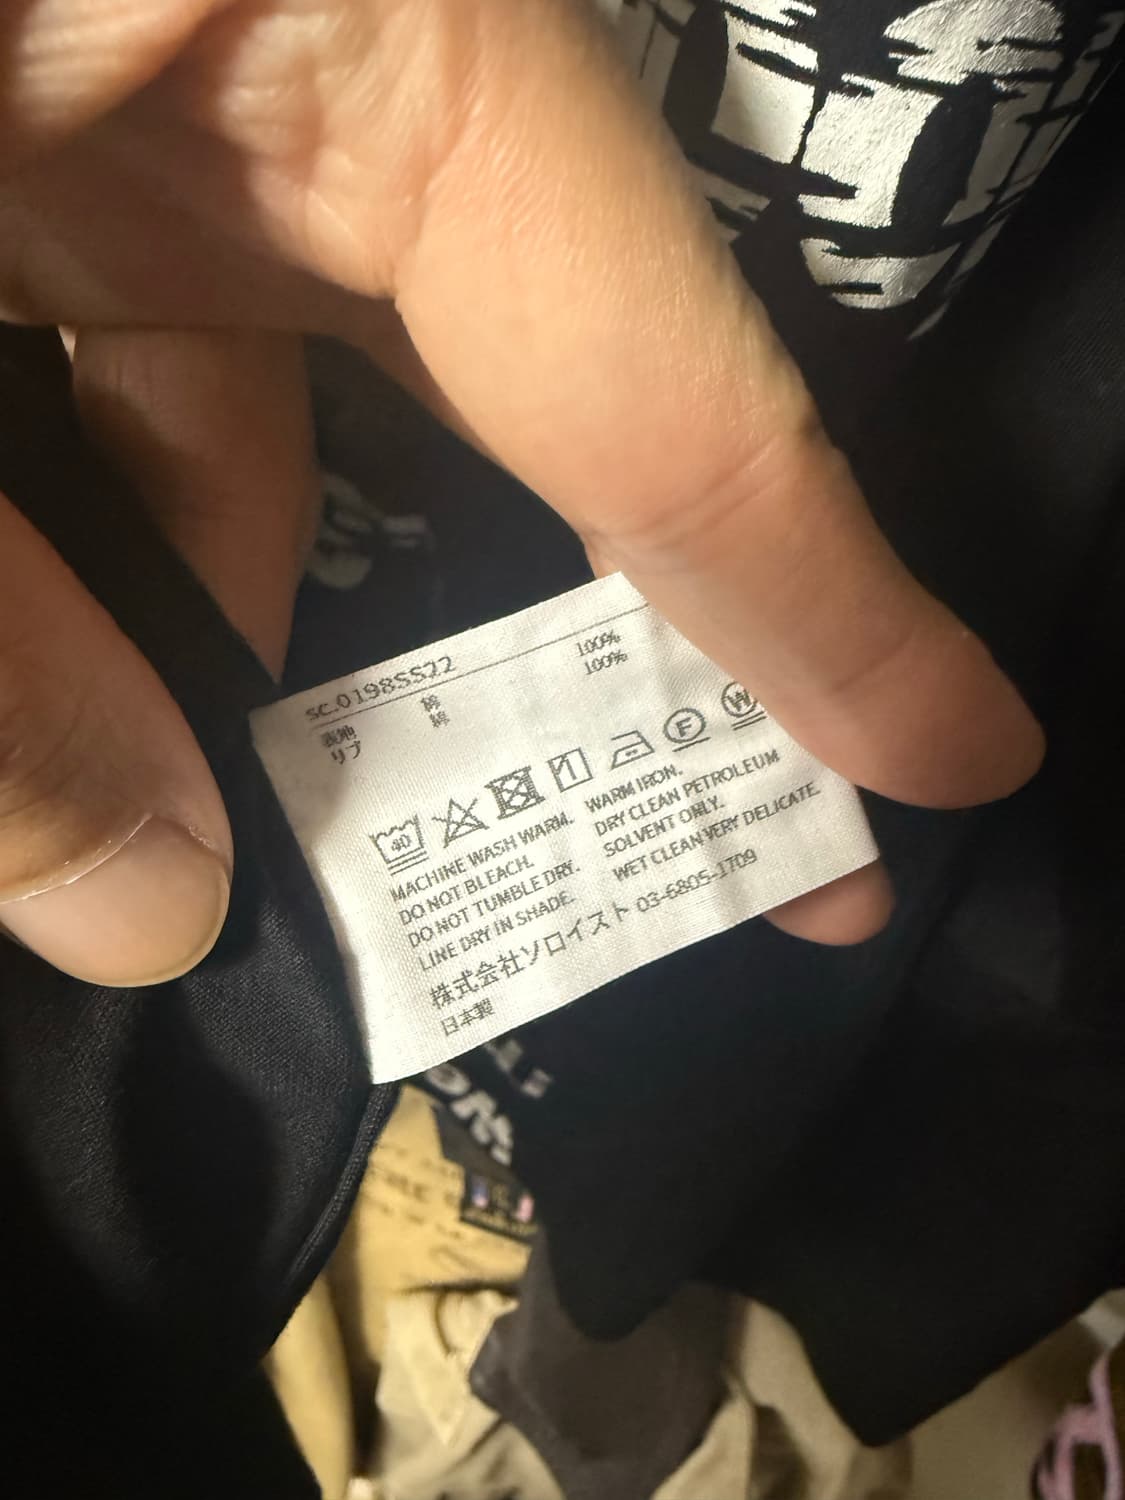 sc.0198SS22
表地 綿 100%
リブ 綿 100%
40
F
W
MACHINE WASH WARM.
DO NOT BLEACH.
DO NOT TUMBLE DRY.
LINE DRY IN SHADE.
WARM IRON.
DRY CLEAN PETROLEUM
SOLVENT ONLY.
WET CLEAN VERY DELICATE.
株式会社ソロイスト 03-6805-1709
日本製